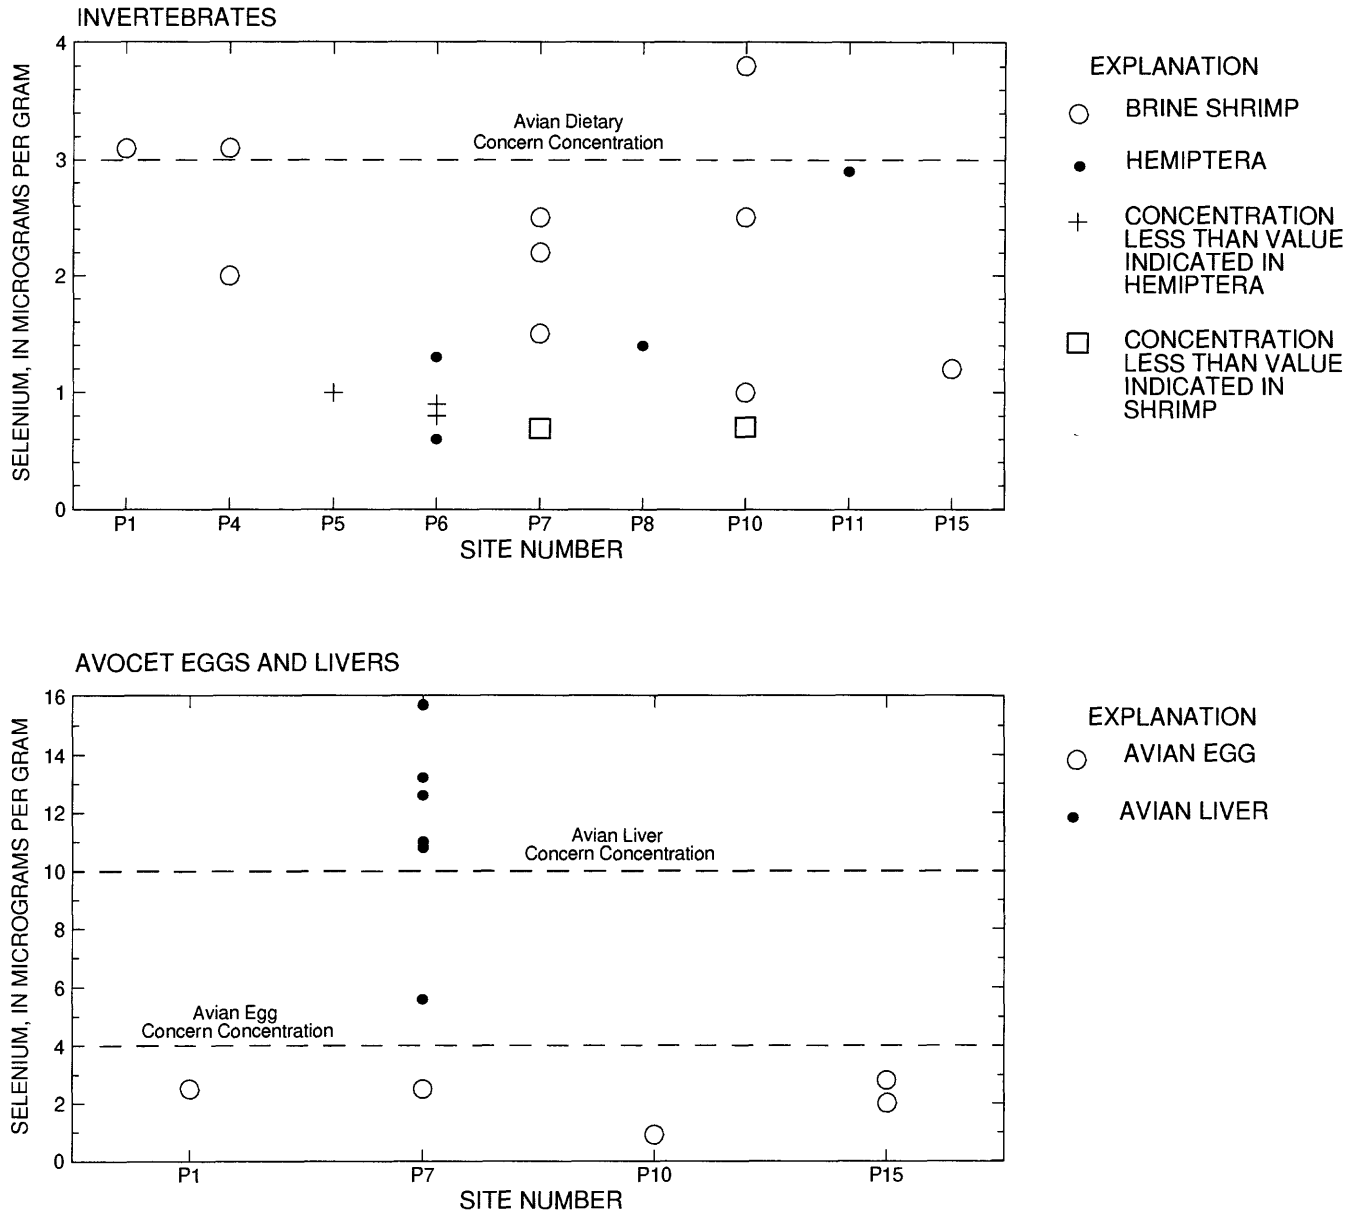 INVERTEBRATES
4
3
2
1
0
SELENIUM, IN MICROGRAMS PER GRAM
Avian Dietary
Concern Concentration
P1 P4 P5 P6 P7 P8 P10 P11 P15
SITE NUMBER
EXPLANATION
BRINE SHRIMP
HEMIPTERA
CONCENTRATION
LESS THAN VALUE
INDICATED IN
HEMIPTERA
CONCENTRATION
LESS THAN VALUE
INDICATED IN
SHRIMP
AVOCET EGGS AND LIVERS
16
14
12
10
8
6
4
2
0
SELENIUM, IN MICROGRAMS PER GRAM
Avian Liver
Concern Concentration
Avian Egg
Concern Concentration
P1 P7 P10 P15
SITE NUMBER
EXPLANATION
AVIAN EGG
AVIAN LIVER